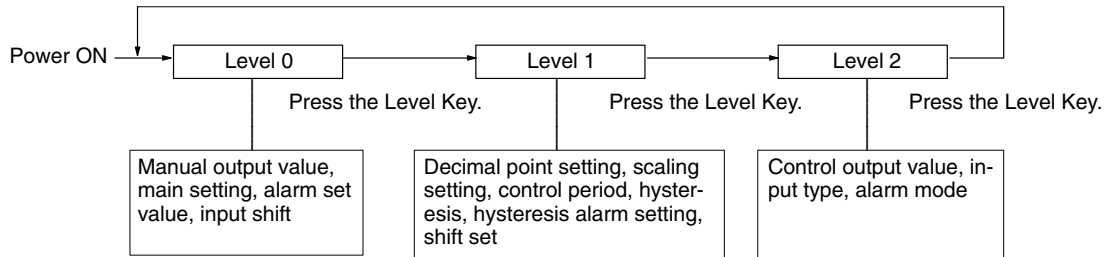 Power ON
Level 0
Level 1
Level 2
Press the Level Key.
Press the Level Key.
Press the Level Key.
Manual output value,
main setting, alarm set
value, input shift
Decimal point setting, scaling
setting, control period, hyster-
esis, hysteresis alarm setting,
shift set
Control output value, in-
put type, alarm mode